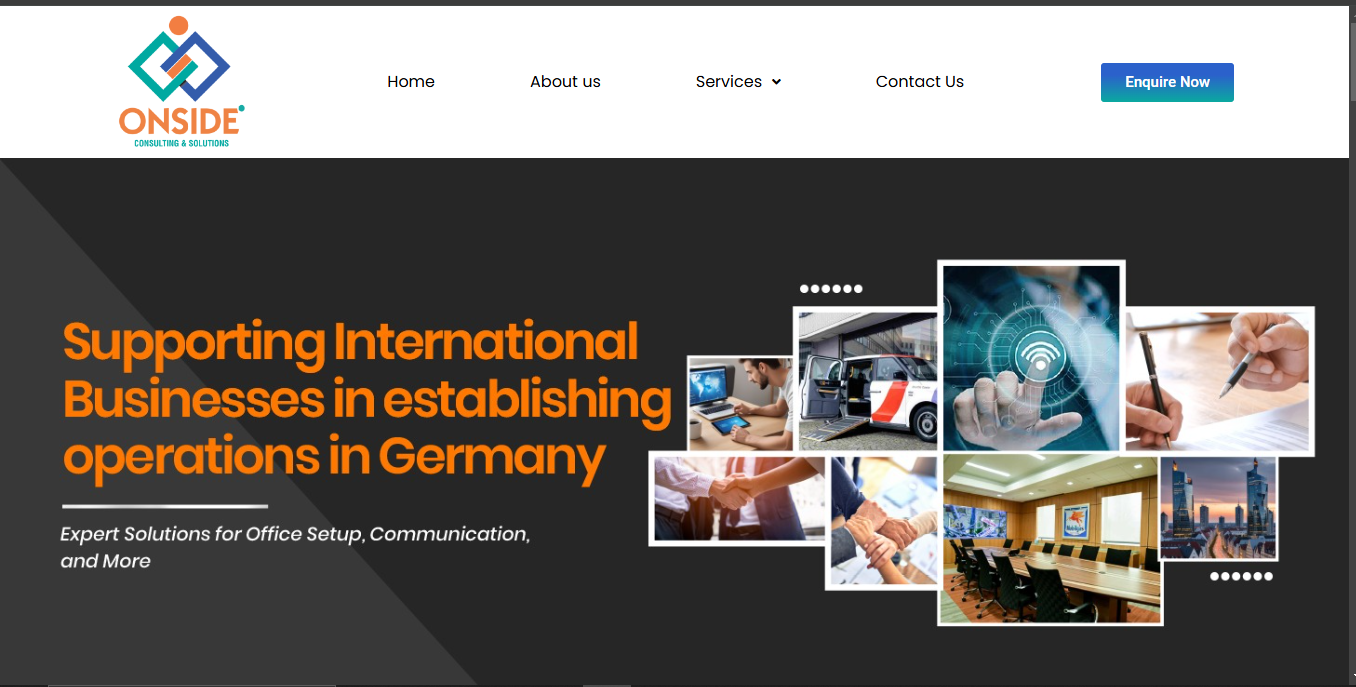 ONSIDE
CONSULTING & SOLUTIONS
Home
About us
Services
Contact Us
Enquire Now
Supporting International
Businesses in establishing
operations in Germany
Expert Solutions for Office Setup, Communication,
and More